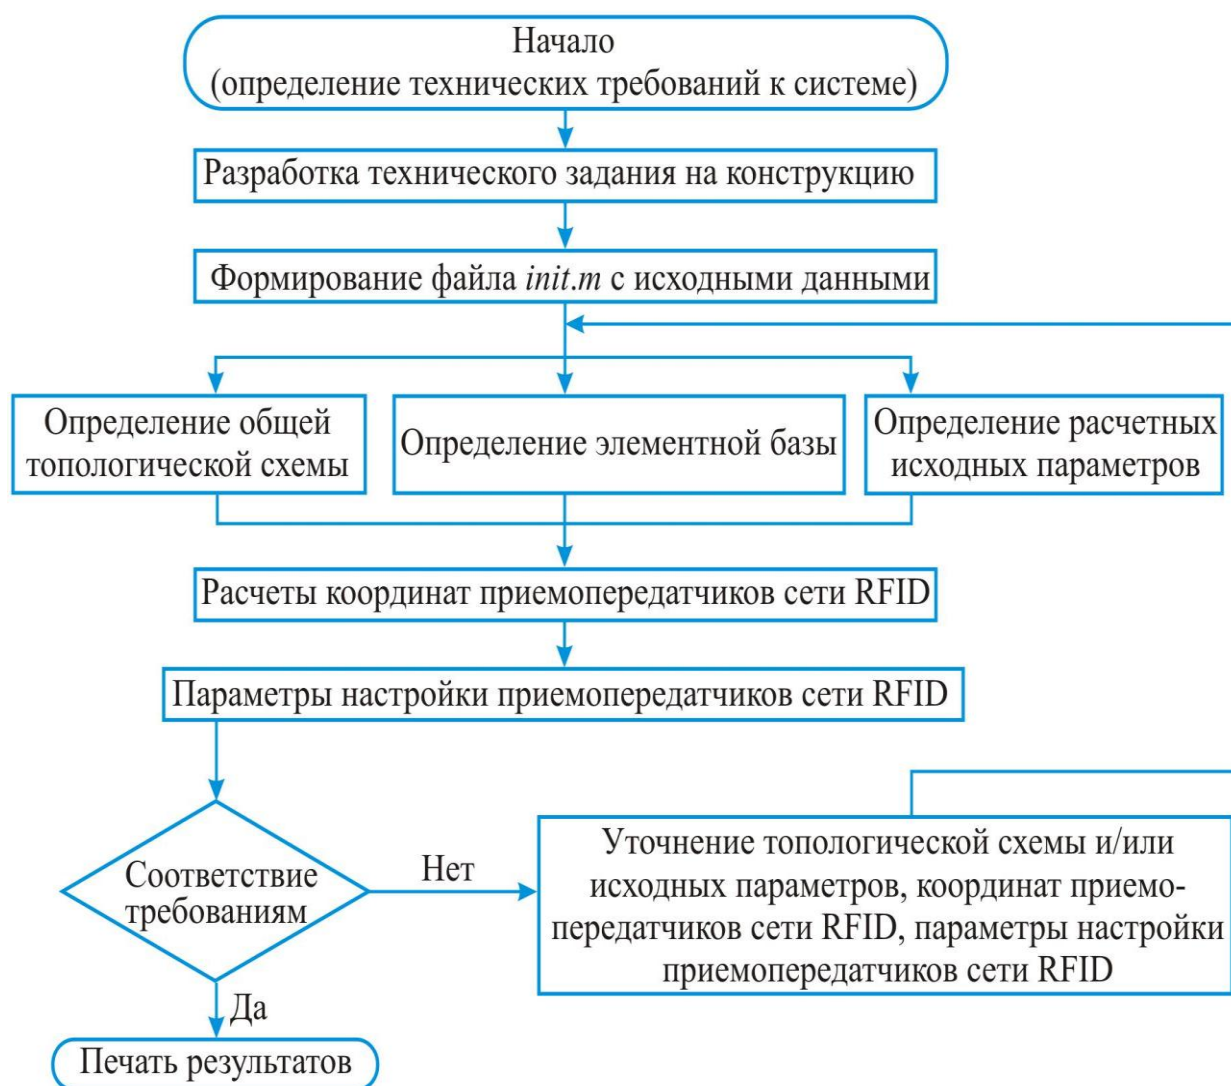 Начало
(определение технических требований к системе)
Разработка технического задания на конструкцию
Формирование файла init.m с исходными данными
Определение общей
топологической схемы
Определение элементной базы
Определение расчетных
исходных параметров
Расчеты координат приемопередатчиков сети RFID
Параметры настройки приемопередатчиков сети RFID
Соответствие
требованиям
Нет
Уточнение топологической схемы и/или
исходных параметров, координат приемо-
передатчиков сети RFID, параметры настройки
приемопередатчиков сети RFID
Да
Печать результатов